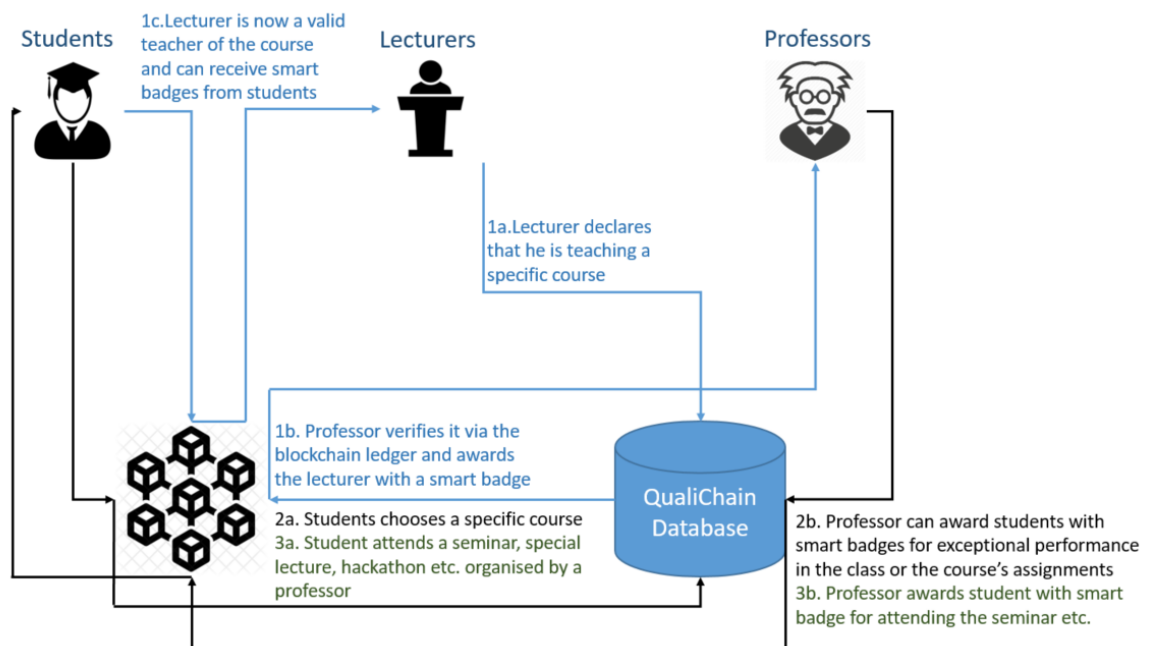 Students
1c.Lecturer is now a valid
teacher of the course
and can receive smart
badges from students
Lecturers
Professors
1a.Lecturer declares
that he is teaching a
specific course
1b. Professor verifies it via the
blockchain ledger and awards
the lecturer with a smart badge
2a. Students chooses a specific course
3a. Student attends a seminar, special
lecture, hackathon etc. organised by a
professor
QualiChain
Database
2b. Professor can award students with
smart badges for exceptional performance
in the class or the course’s assignments
3b. Professor awards student with smart
badge for attending the seminar etc.